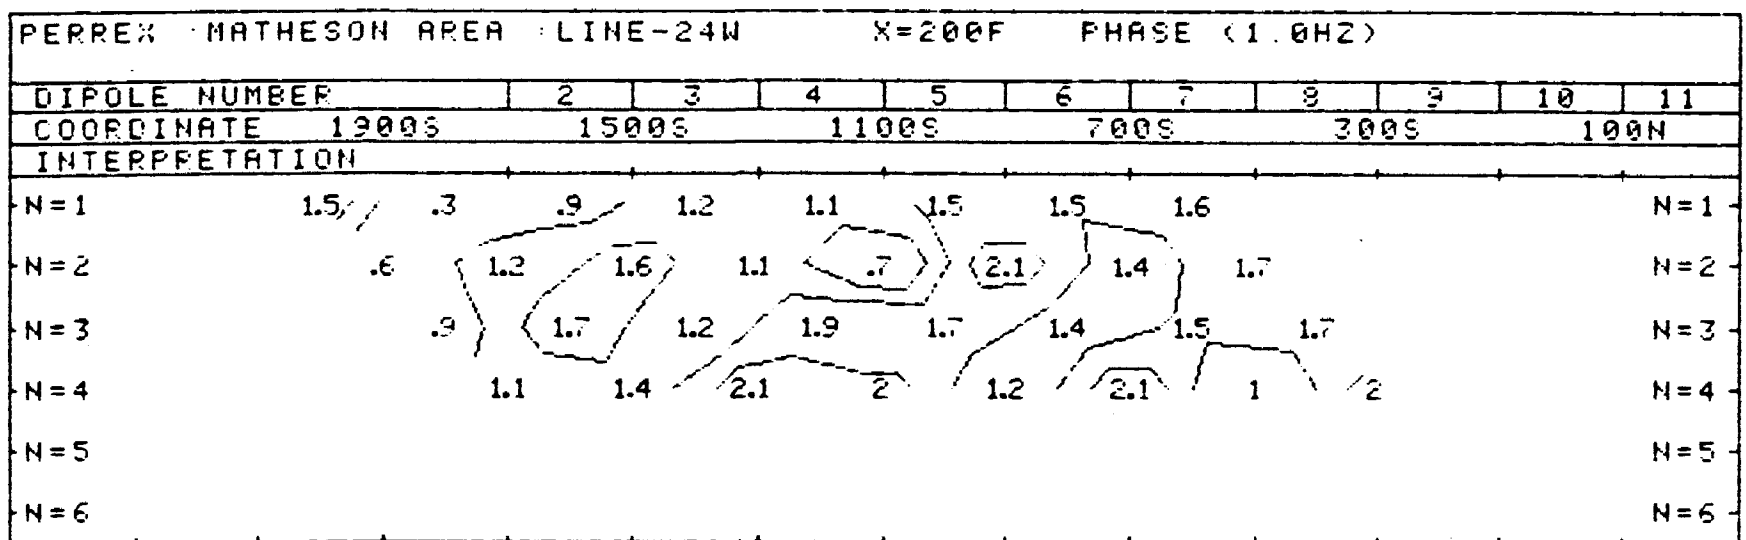 PERREX MATHESON AREA LINE-24W X=200F PHASE (1.0HZ)
DIPOLE NUMBER 2 3 4 5 6 7 8 9 10 11
COORDINATE 1900S 1500S 1100S 700S 300S 100N
INTERPRETATION
N=1 1.5 .3 .9 1.2 1.1 1.5 1.5 1.6 N=1
N=2 .6 1.2 1.6 1.1 .7 2.1 1.4 1.7 N=2
N=3 .9 1.7 1.2 1.9 1.7 1.4 1.5 1.7 N=3
N=4 1.1 1.4 2.1 2 1.2 2.1 1 2 N=4
N=5 N=5
N=6 N=6